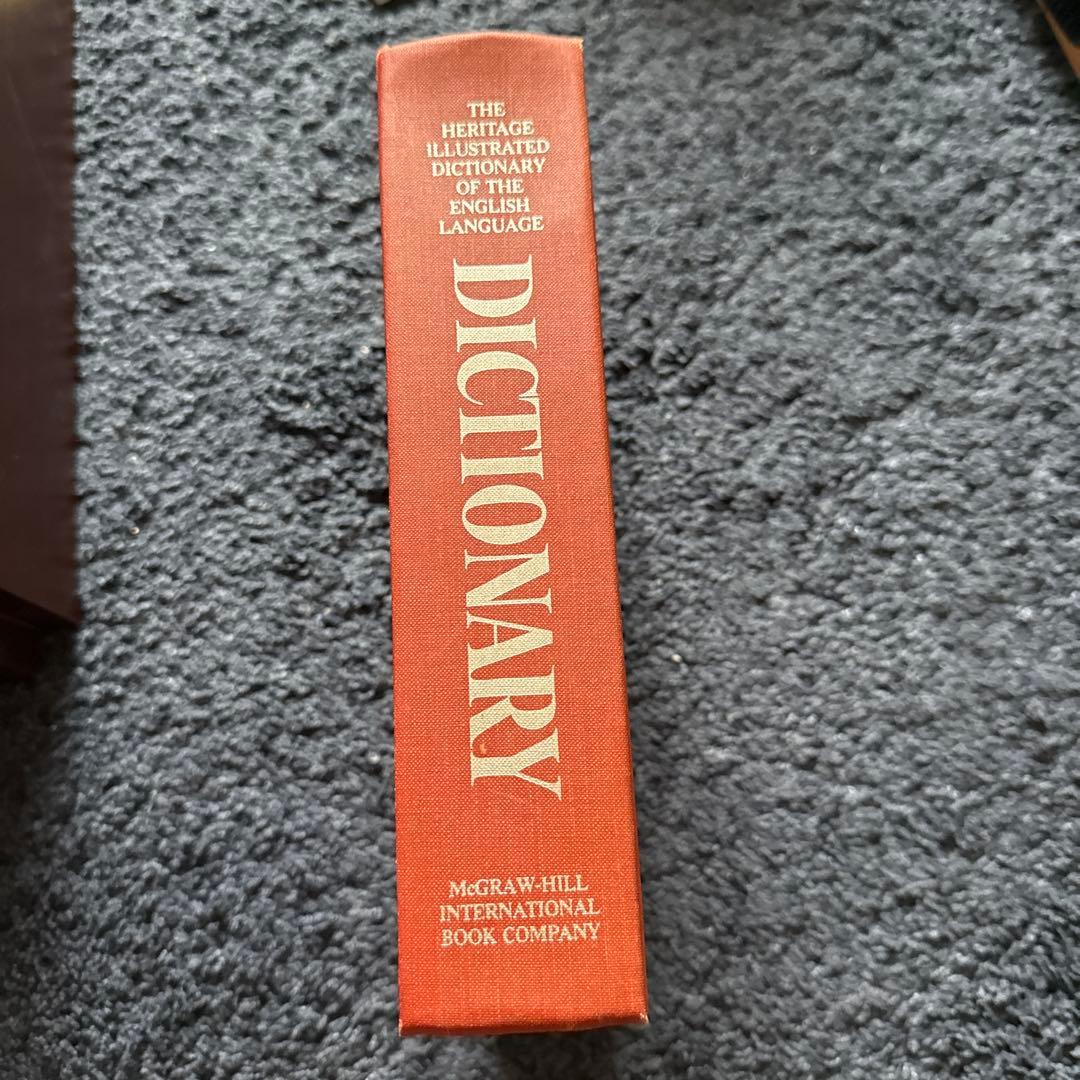 THE
HERITAGE
ILLUSTRATED
DICTIONARY
OF THE
ENGLISH
LANGUAGE
DICTIONARY
McGRAW-HILL
INTERNATIONAL
BOOK COMPANY